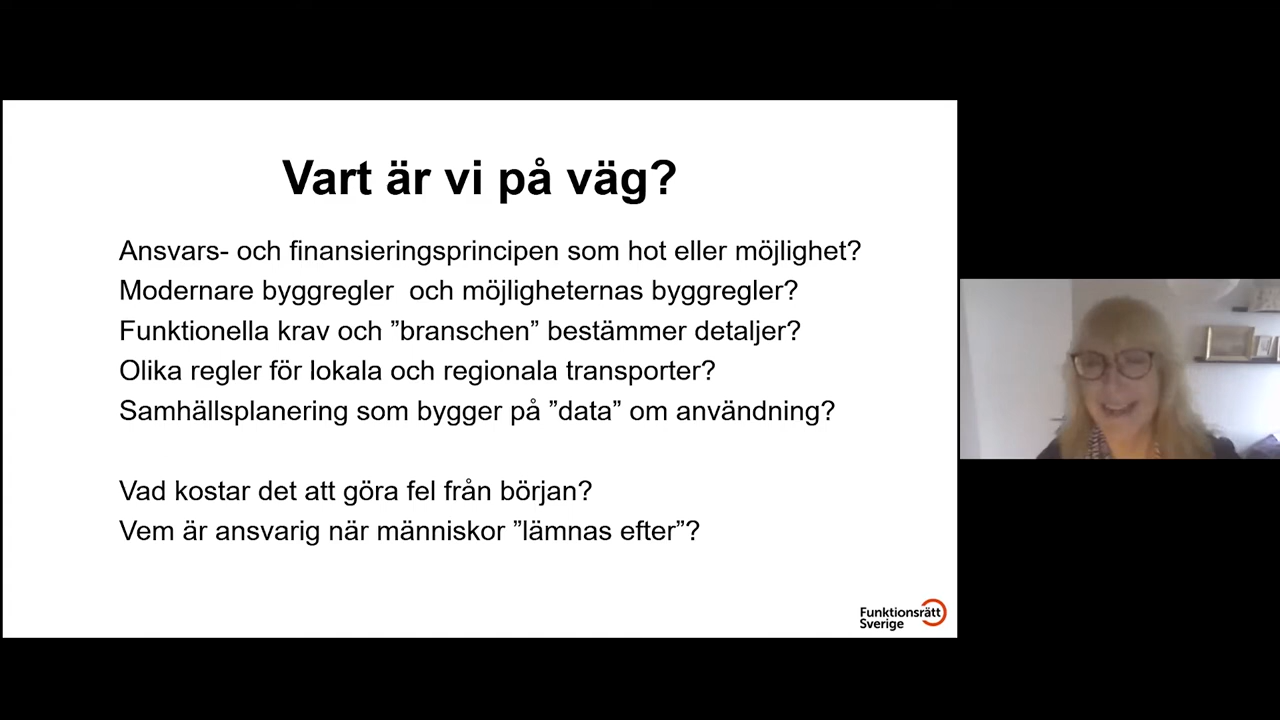 Vart är vi på väg?
Ansvars- och finansieringsprincipen som hot eller möjlighet?
Modernare byggregler  och möjligheternas byggregler?
Funktionella krav och ”branschen” bestämmer detaljer?
Olika regler för lokala och regionala transporter?
Samhällsplanering som bygger på ”data” om användning?
Vad kostar det att göra fel från början?
Vem är ansvarig när människor ”lämnas efter”?
Funktionsrätt
Sverige